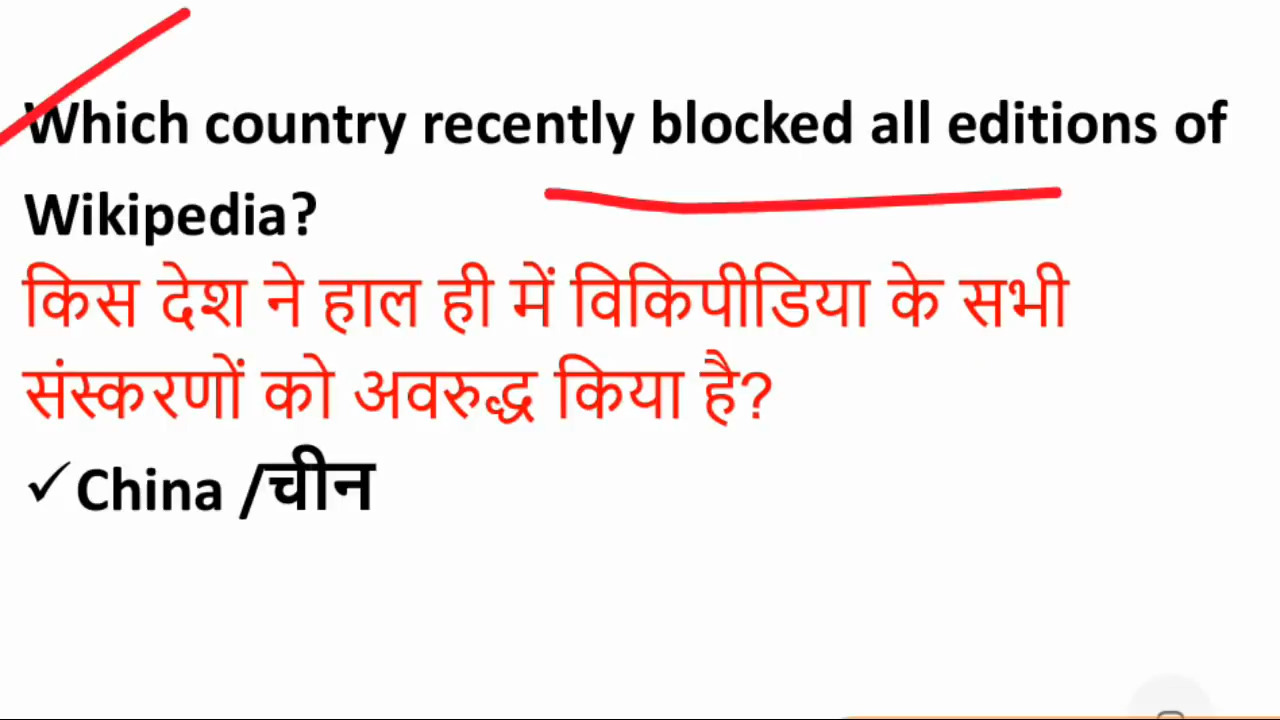 Which country recently blocked all editions of
Wikipedia?
किस देश ने हाल ही में विकिपीडिया के सभी
संस्करणों को अवरुद्ध किया है?
✓China /चीन